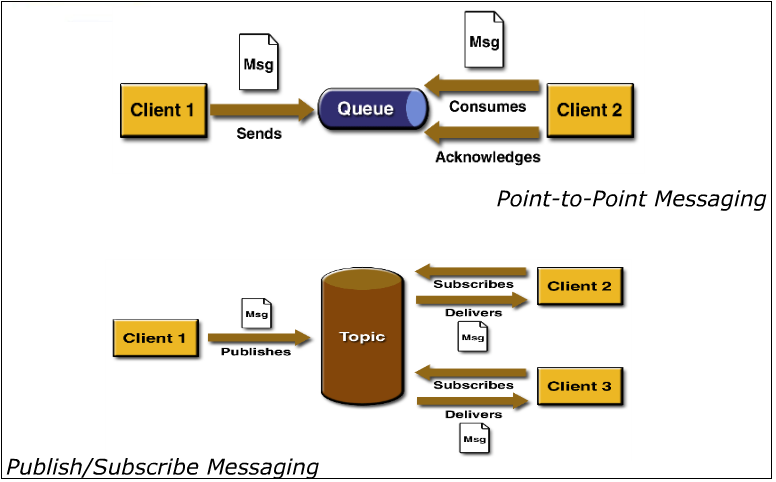 Msg
Msg
Client 1
Queue
Client 2
Sends
Consumes
Acknowledges
Point-to-Point Messaging
Client 1
Msg
Publishes
Topic
Subscribes
Delivers
Msg
Client 2
Subscribes
Delivers
Msg
Client 3
Publish/Subscribe Messaging